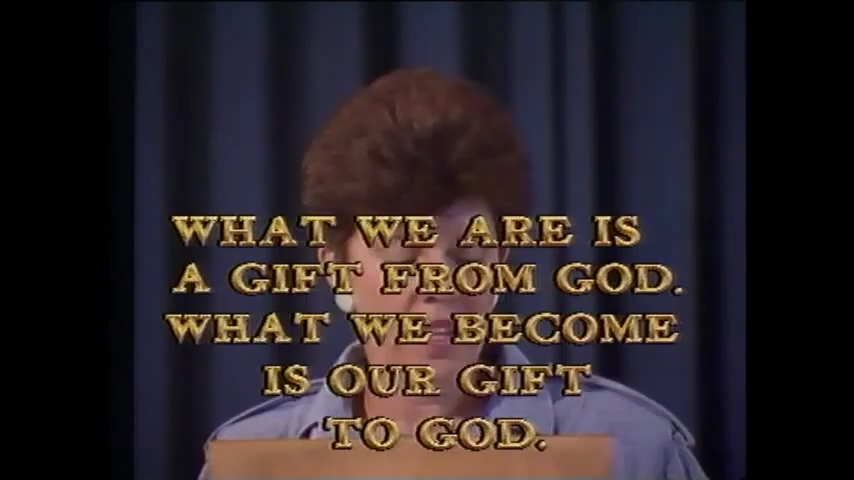 WHAT WE ARE IS
A GIFT FROM GOD.
WHAT WE BECOME
IS OUR GIFT
TO GOD.